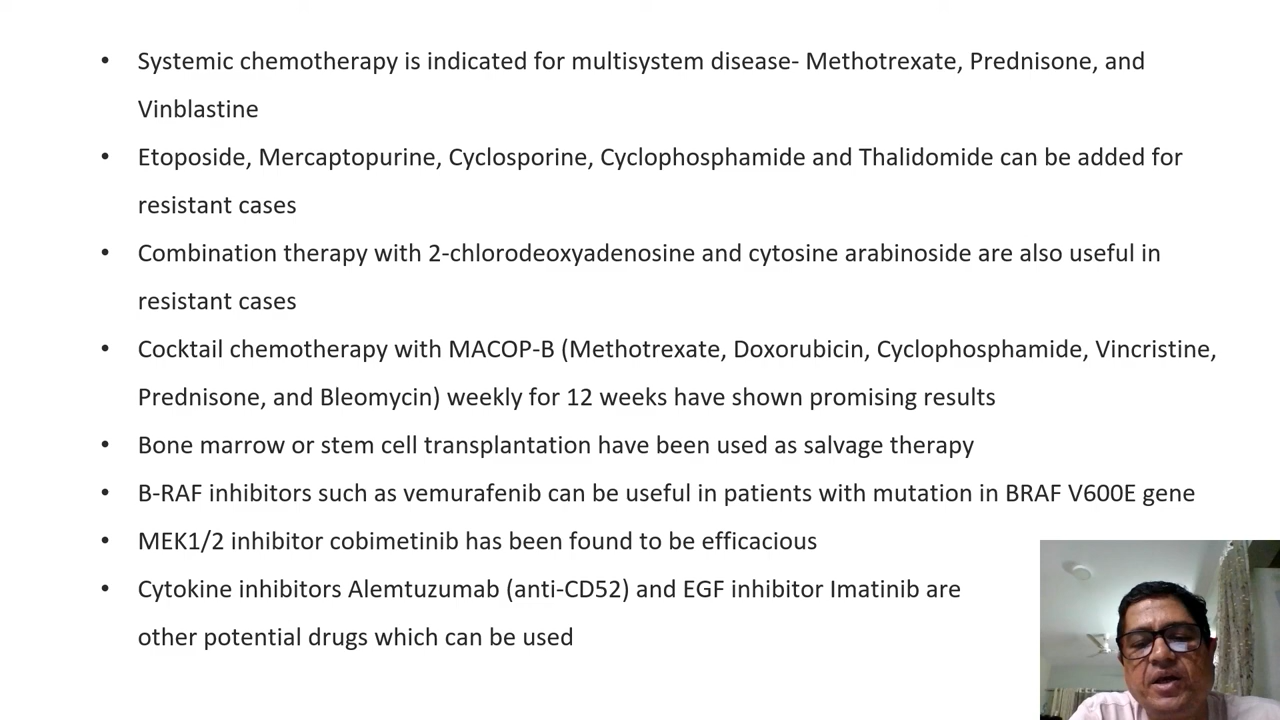 • Systemic chemotherapy is indicated for multisystem disease- Methotrexate, Prednisone, and
Vinblastine
• Etoposide, Mercaptopurine, Cyclosporine, Cyclophosphamide and Thalidomide can be added for
resistant cases
• Combination therapy with 2-chlorodeoxyadenosine and cytosine arabinoside are also useful in
resistant cases
• Cocktail chemotherapy with MACOP-B (Methotrexate, Doxorubicin, Cyclophosphamide, Vincristine,
Prednisone, and Bleomycin) weekly for 12 weeks have shown promising results
• Bone marrow or stem cell transplantation have been used as salvage therapy
• B-RAF inhibitors such as vemurafenib can be useful in patients with mutation in BRAF V600E gene
• MEK1/2 inhibitor cobimetinib has been found to be efficacious
• Cytokine inhibitors Alemtuzumab (anti-CD52) and EGF inhibitor Imatinib are
other potential drugs which can be used